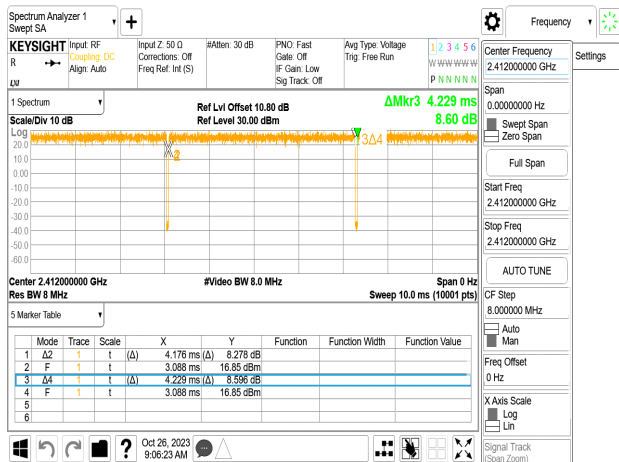 Spectrum Analyzer 1
Swept SA
Frequency
KEYSIGHT
R
LNI
Input: RF
Coupling: DC
Align: Auto
Input Z: 50 Ω
Corrections: Off
Freq Ref: Int (S)
#Atten: 30 dB
PNO: Fast
Gate: Off
IF Gain: Low
Sig Track: Off
Avg Type: Voltage
Trig: Free Run
1 2 3 4 5 6
W W W W W W
P N N N N N
Center Frequency
2.412000000 GHz
Settings
Span
0.00000000 Hz
Swept Span
Zero Span
Full Span
Start Freq
2.412000000 GHz
Stop Freq
2.412000000 GHz
AUTO TUNE
CF Step
8.000000 MHz
Auto
Man
Freq Offset
0 Hz
X Axis Scale
Log
Lin
Signal Track
(Span Zoom)
1 Spectrum
Scale/Div 10 dB
Ref Lvl Offset 10.80 dB
Ref Level 30.00 dBm
ΔMkr3 4.229 ms
8.60 dB
Log
20.0
10.0
0.00
-10.0
-20.0
-30.0
-40.0
-50.0
-60.0
2
3Δ4
Center 2.412000000 GHz
#Video BW 8.0 MHz
Span 0 Hz
Res BW 8 MHz
Sweep 10.0 ms (10001 pts)
5 Marker Table
Mode Trace Scale X Y Function Function Width Function Value
1 Δ2 1 t (Δ) 4.176 ms (Δ) 8.278 dB
2 F 1 t 3.088 ms 16.85 dBm
3 Δ4 1 t (Δ) 4.229 ms (Δ) 8.596 dB
4 F 1 t 3.088 ms 16.85 dBm
5
6
?
Oct 26, 2023
9:06:23 AM